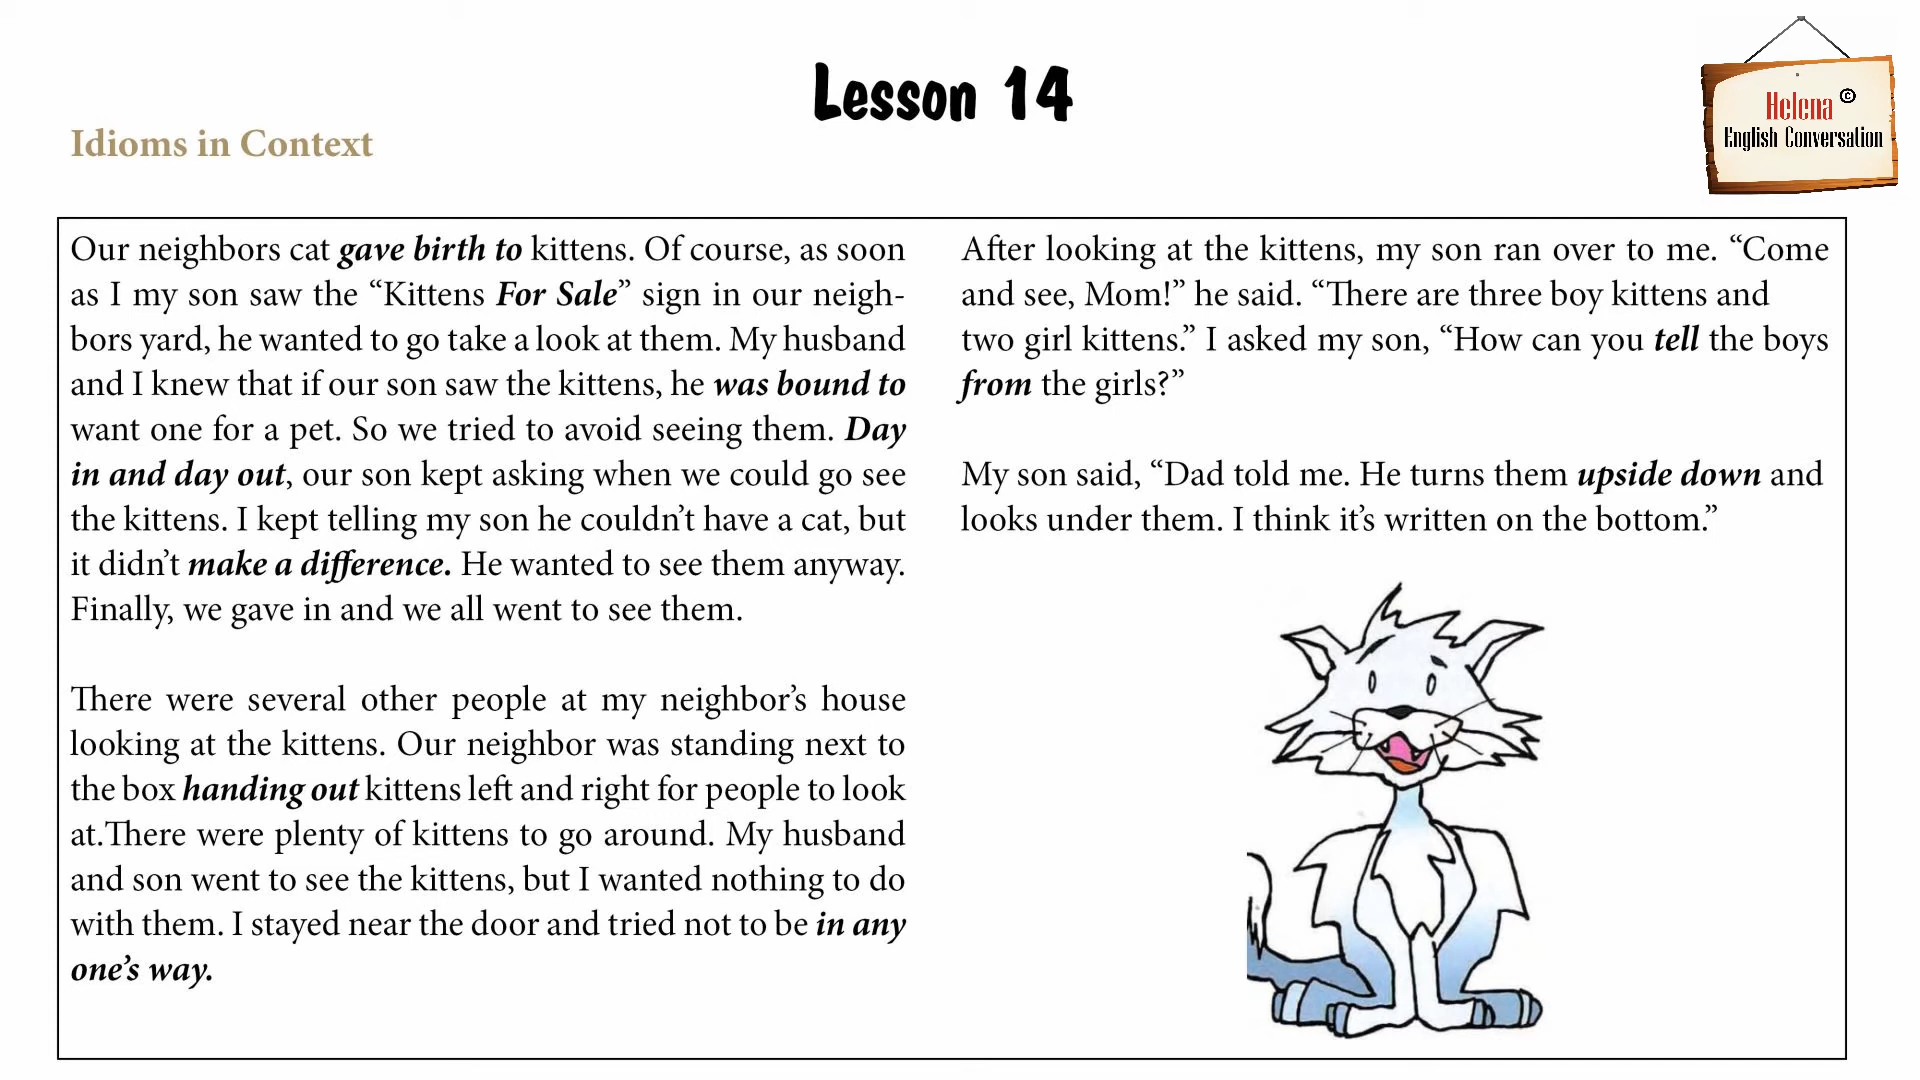 Lesson 14
Helena ©
English Conversation
Idioms in Context
Our neighbors cat gave birth to kittens. Of course, as soon
as I my son saw the “Kittens For Sale” sign in our neigh-
bors yard, he wanted to go take a look at them. My husband
and I knew that if our son saw the kittens, he was bound to
want one for a pet. So we tried to avoid seeing them. Day
in and day out, our son kept asking when we could go see
the kittens. I kept telling my son he couldn’t have a cat, but
it didn’t make a difference. He wanted to see them anyway.
Finally, we gave in and we all went to see them.
There were several other people at my neighbor’s house
looking at the kittens. Our neighbor was standing next to
the box handing out kittens left and right for people to look
at.There were plenty of kittens to go around. My husband
and son went to see the kittens, but I wanted nothing to do
with them. I stayed near the door and tried not to be in any
one’s way.
After looking at the kittens, my son ran over to me. “Come
and see, Mom!” he said. “There are three boy kittens and
two girl kittens.” I asked my son, “How can you tell the boys
from the girls?”
My son said, “Dad told me. He turns them upside down and
looks under them. I think it’s written on the bottom.”